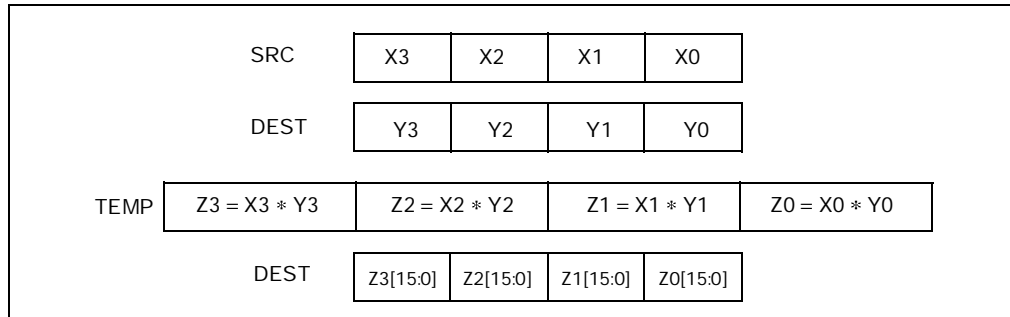 SRC X3 X2 X1 X0
DEST Y3 Y2 Y1 Y0
TEMP Z3 = X3 * Y3 Z2 = X2 * Y2 Z1 = X1 * Y1 Z0 = X0 * Y0
DEST Z3[15:0] Z2[15:0] Z1[15:0] Z0[15:0]